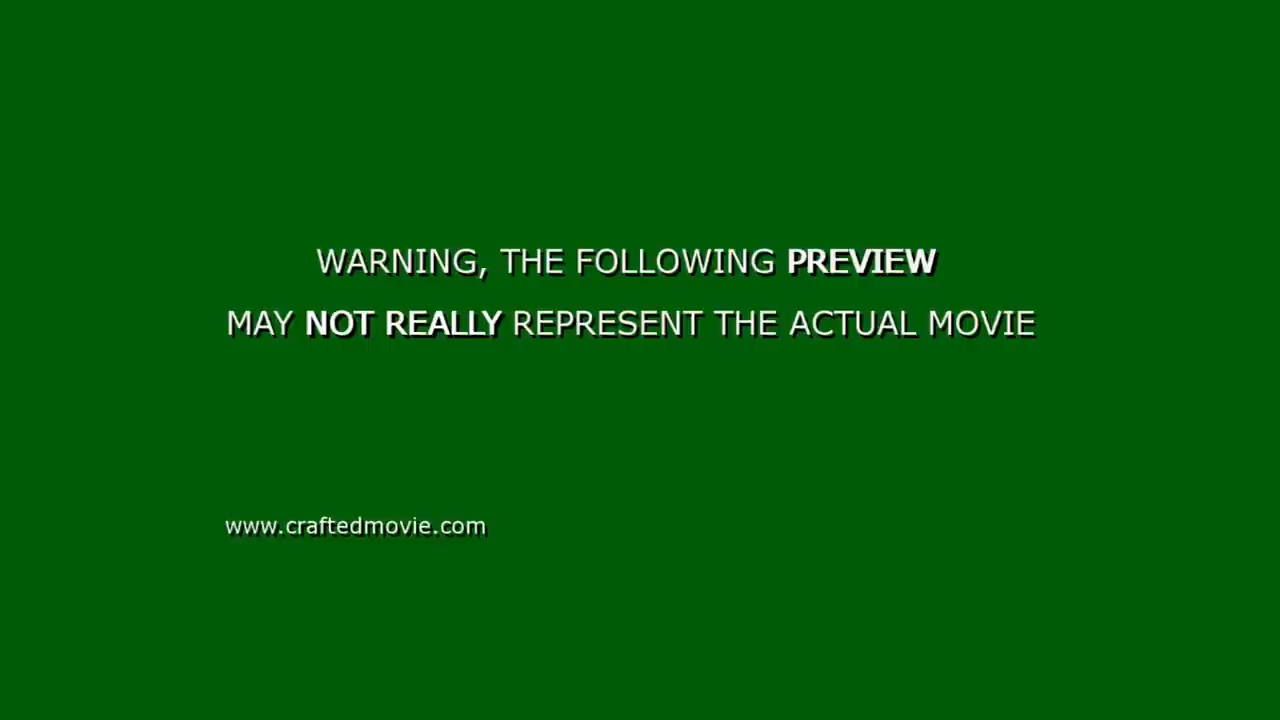 WARNING, THE FOLLOWING PREVIEW
MAY NOT REALLY REPRESENT THE ACTUAL MOVIE
www.craftedmovie.com